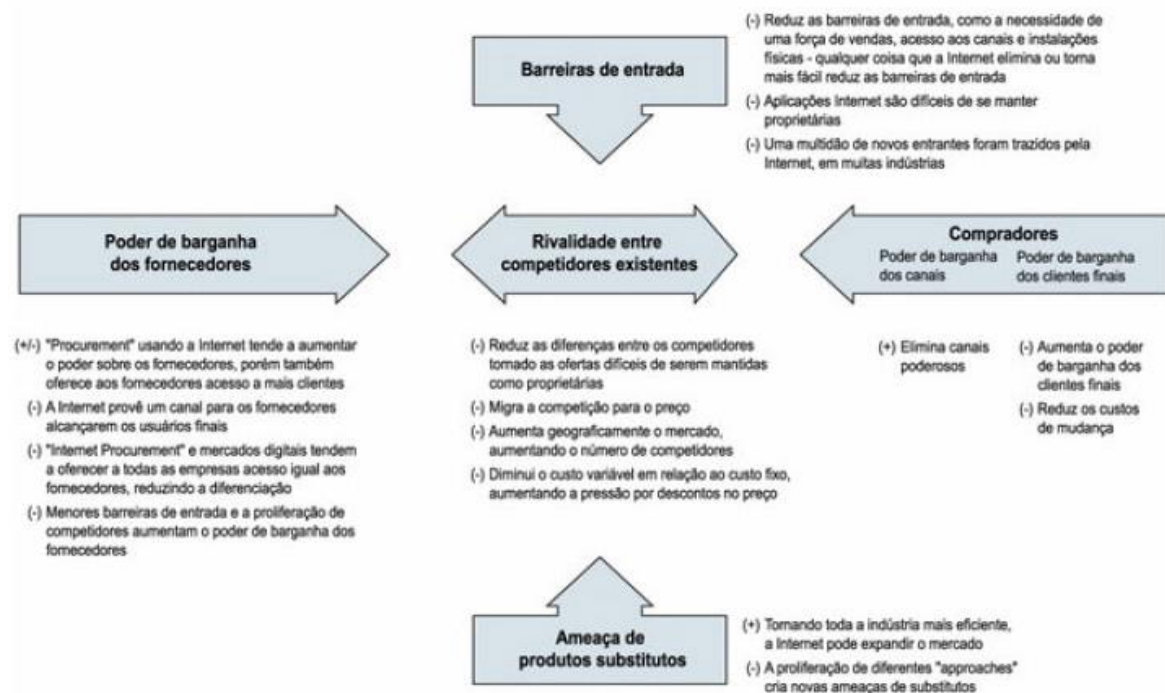 Barreiras de entrada
(-) Reduz as barreiras de entrada, como a necessidade de
uma força de vendas, acesso aos canais e instalações
físicas - qualquer coisa que a Internet elimina ou torna
mais fácil reduz as barreiras de entrada
(-) Aplicações Internet são difíceis de se manter
proprietárias
(-) Uma multidão de novos entrantes foram trazidos pela
Internet, em muitas indústrias
Poder de barganha
dos fornecedores
(+/-) "Procurement" usando a Internet tende a aumentar
o poder sobre os fornecedores, porém também
oferece aos fornecedores acesso a mais clientes
(-) A Internet provê um canal para os fornecedores
alcançarem os usuários finais
(-) "Internet Procurement" e mercados digitais tendem
a oferecer a todas as empresas acesso igual aos
fornecedores, reduzindo a diferenciação
(-) Menores barreiras de entrada e a proliferação de
competidores aumentam o poder de barganha dos
fornecedores
Rivalidade entre
competidores existentes
(-) Reduz as diferenças entre os competidores
tornado as ofertas difíceis de serem mantidas
como proprietárias
(-) Migra a competição para o preço
(-) Aumenta geograficamente o mercado,
aumentando o número de competidores
(-) Diminui o custo variável em relação ao custo fixo,
aumentando a pressão por descontos no preço
Compradores
Poder de barganha
dos canais
Poder de barganha
dos clientes finais
(+) Elimina canais
poderosos
(-) Aumenta o poder
de barganha dos
clientes finais
(-) Reduz os custos
de mudança
Ameaça de
produtos substitutos
(+) Tornando toda a indústria mais eficiente,
a Internet pode expandir o mercado
(-) A proliferação de diferentes "approaches"
cria novas ameaças de substitutos